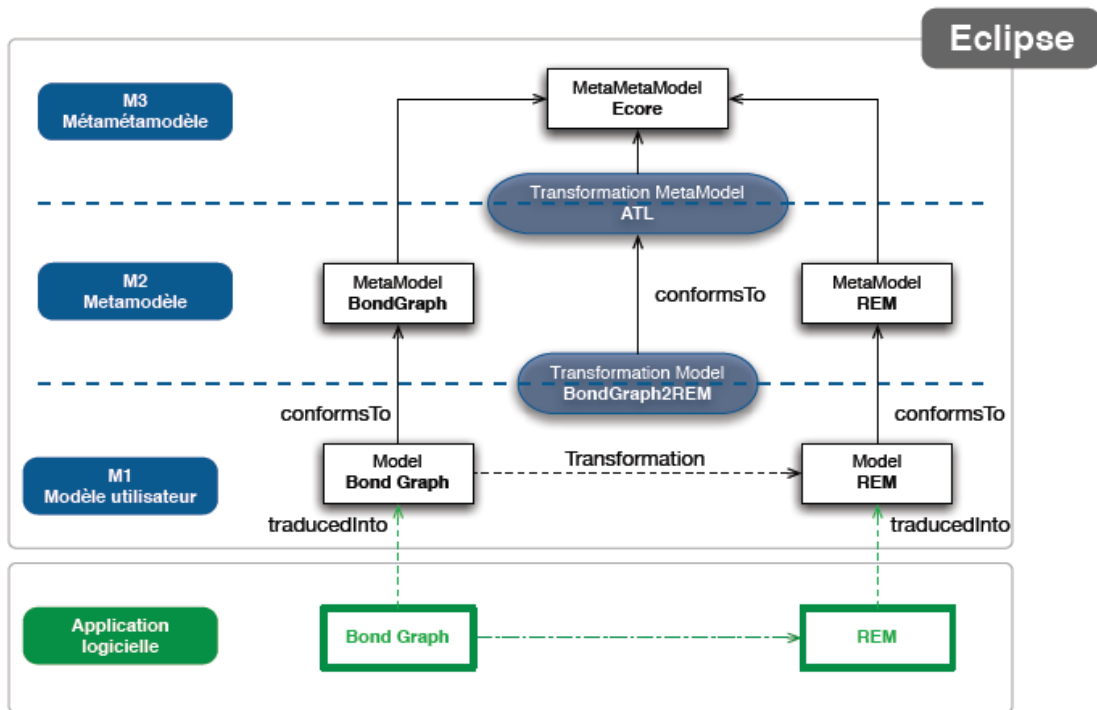 Eclipse
M3
Métamétamodèle
MetaMetaModel
Ecore
Transformation MetaModel
ATL
M2
Metamodèle
MetaModel
BondGraph
conformsTo
MetaModel
REM
Transformation Model
BondGraph2REM
conformsTo
conformsTo
M1
Modèle utilisateur
Model
Bond Graph
Transformation
Model
REM
traducedInto
traducedInto
Application
logicielle
Bond Graph
REM